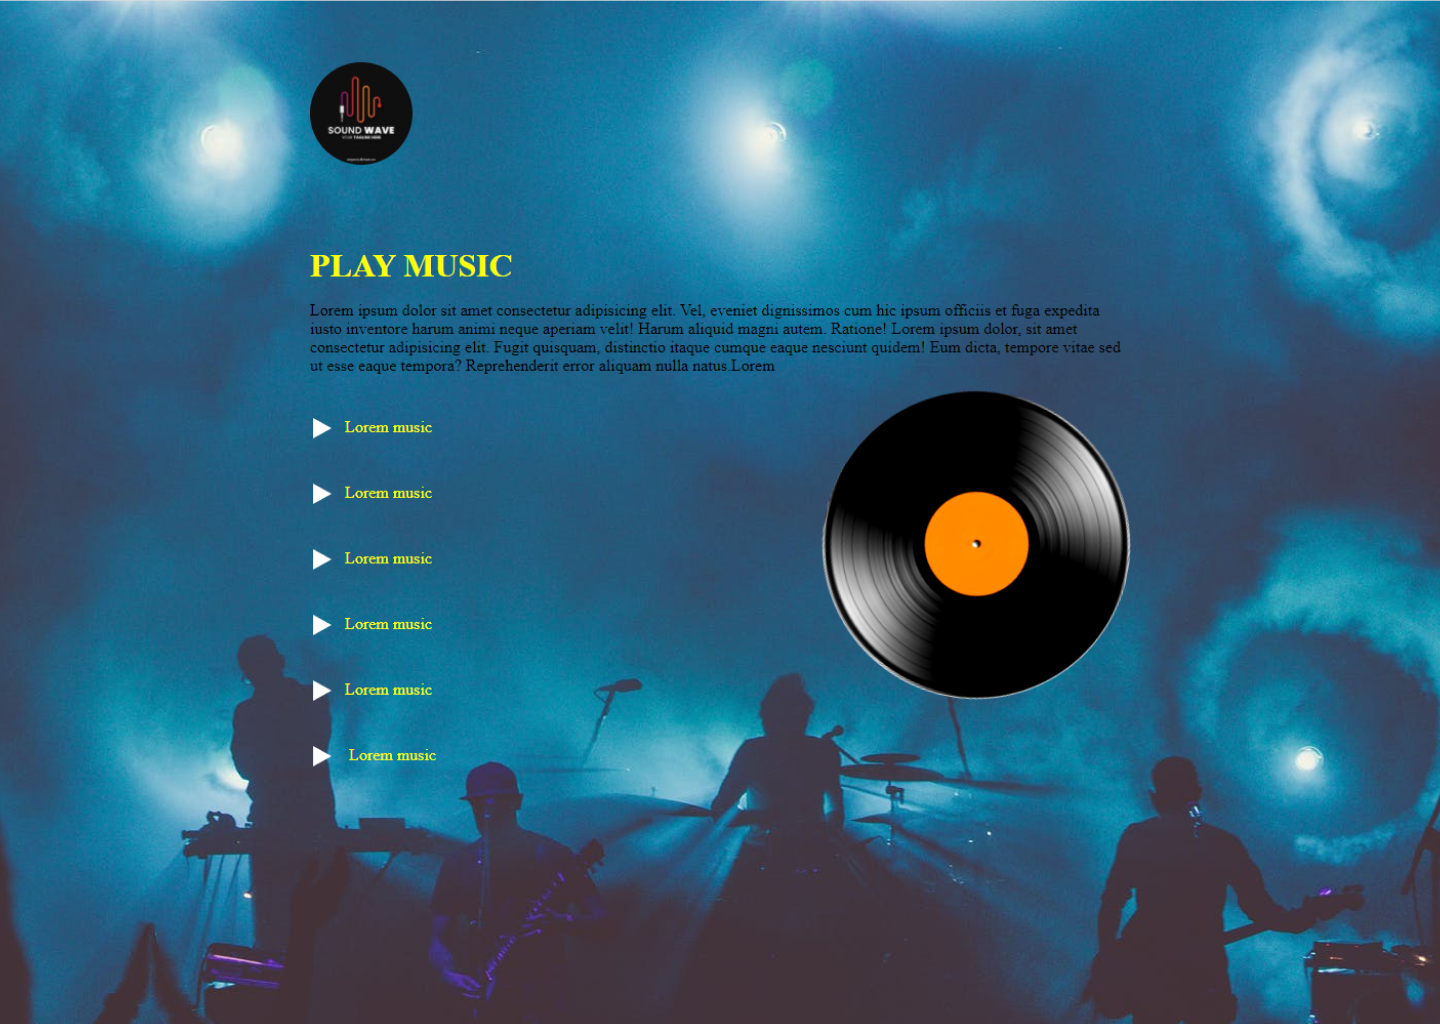 SOUND WAVE
YOUR TAGLINE HERE
PLAY MUSIC
Lorem ipsum dolor sit amet consectetur adipisicing elit. Vel, eveniet dignissimos cum hic ipsum officiis et fuga expedita
iusto inventore harum animi neque aperiam velit! Harum aliquid magni autem. Ratione! Lorem ipsum dolor, sit amet
consectetur adipisicing elit. Fugit quisquam, distinctio itaque cumque eaque nesciunt quidem! Eum dicta, tempore vitae sed
ut esse eaque tempora? Reprehenderit error aliquam nulla natus.Lorem
Lorem music
Lorem music
Lorem music
Lorem music
Lorem music
Lorem music